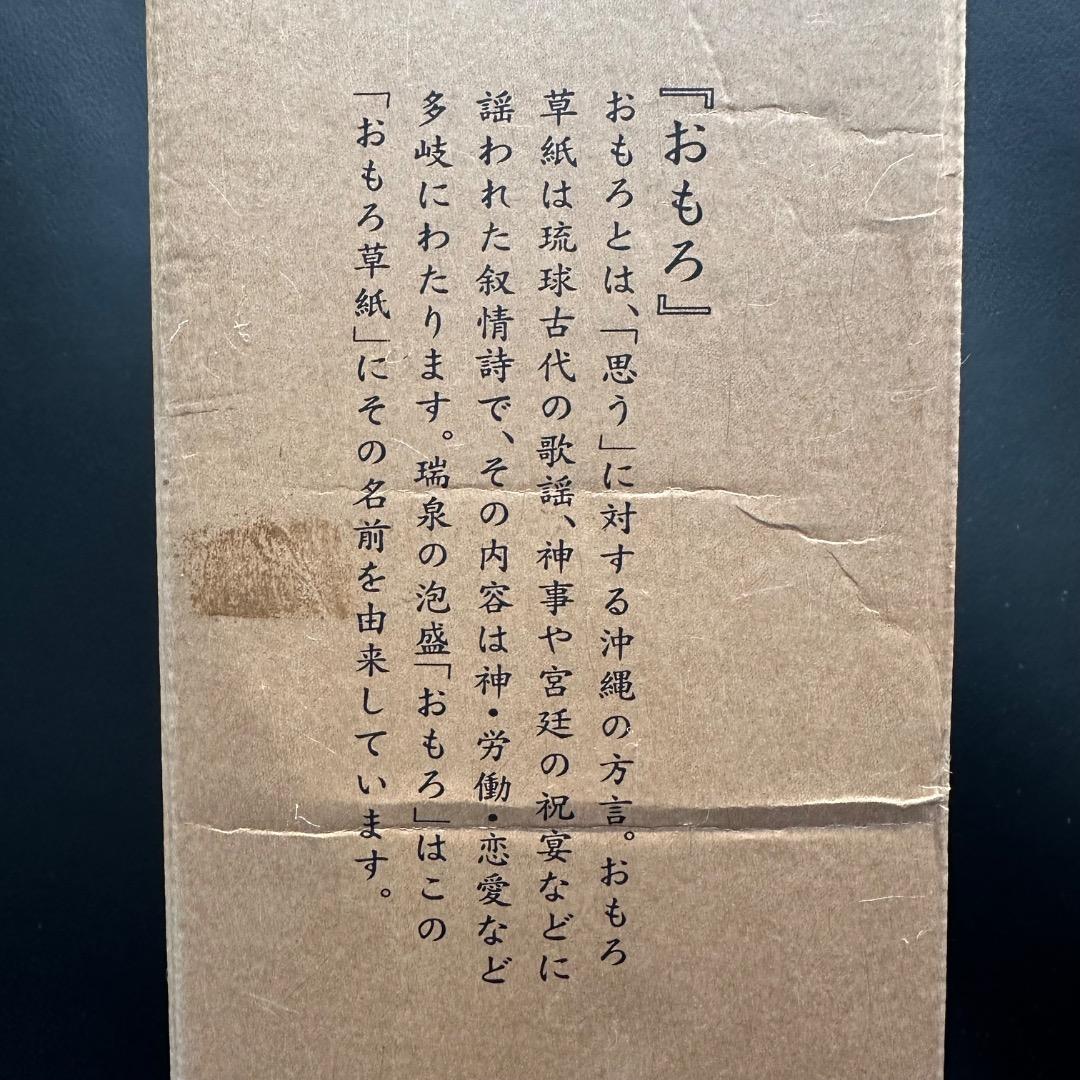 『おもろ』
おもろとは、「思う」に対する沖縄の方言。おもろ
草紙は琉球古代の歌謡、神事や宮廷の祝宴などに
謡われた叙情詩で、その内容は神・労働・恋愛など
多岐にわたります。瑞泉の泡盛「おもろ」はこの
「おもろ草紙」にその名前を由来しています。